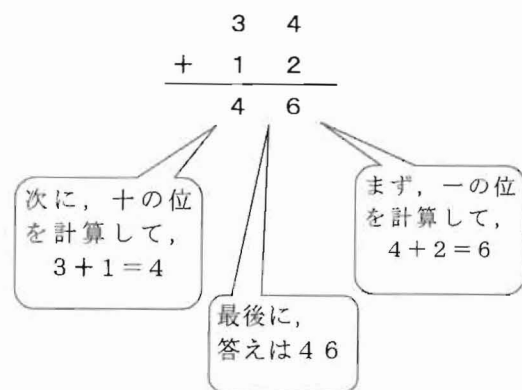 3 4
+ 1 2
4 6
次に，十の位
を計算して，
3＋1＝4
まず，一の位
を計算して，
4＋2＝6
最後に，
答えは46